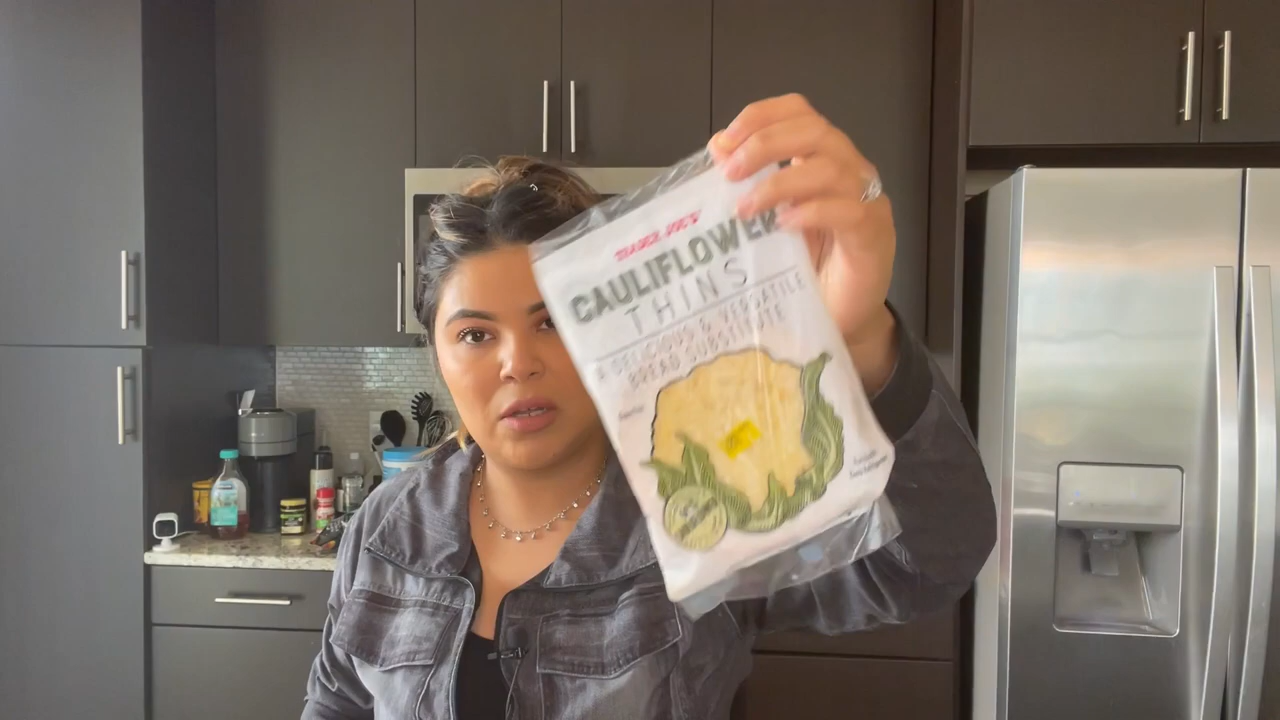 TRADER JOE'S
CAULIFLOWER
THINS
A DELICIOUS & VERSATILE
BREAD SUBSTITUTE